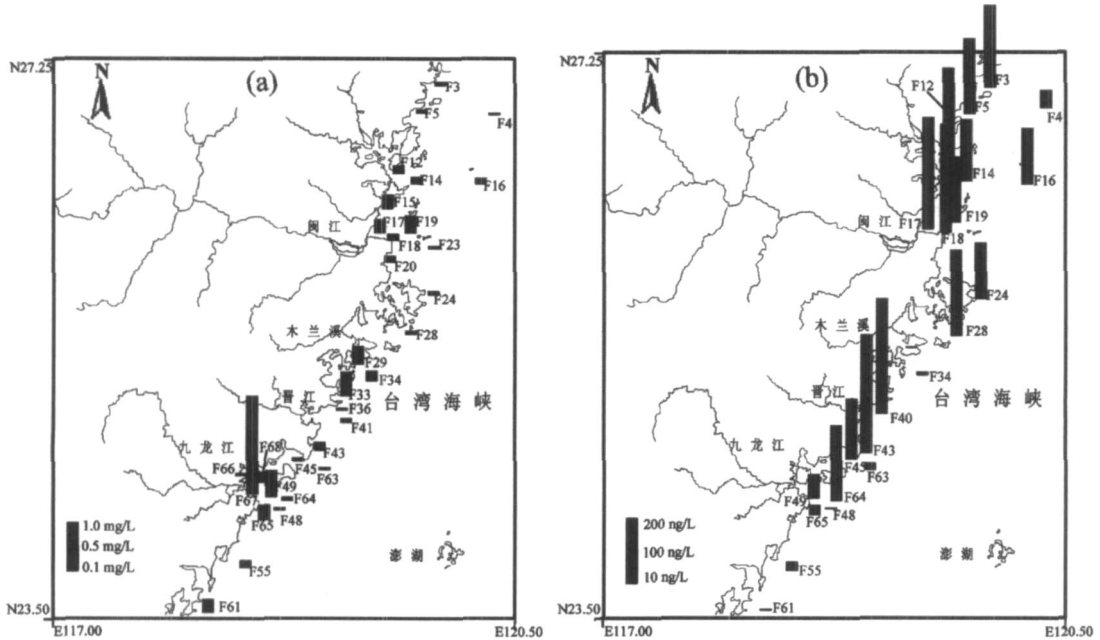 (a)
N27.25
N
F3
F5
F4
F12
F14
F16
F15
F17
F19
F18
闽江
F23
F20
F24
F28
木兰溪
F29
F34
F33
晋江
台湾海峡
F36
F41
F43
九龙江
F68
F45
F66
F63
F49
F67
F64
F48
F65
1.0 mg/L
0.5 mg/L
0.1 mg/L
澎湖
F55
F61
N23.50
E117.00
E120.50
(b)
N27.25
N
F12
F3
F5
F4
F14
F16
F19
闽江
F17
F18
F24
木兰溪
F28
F34
晋江
台湾海峡
F40
九龙江
F43
F45
F63
F49
F64
F65
F48
200 ng/L
100 ng/L
10 ng/L
澎湖
F55
F61
N23.50
E117.00
E120.50